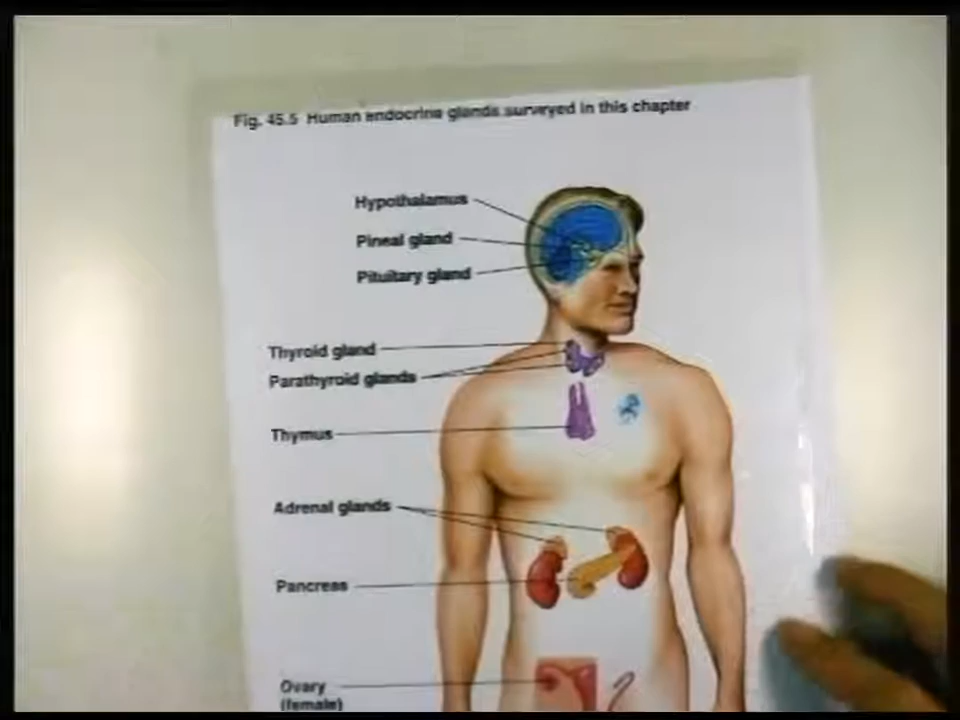 Fig. 45.5 Human endocrine glands surveyed in this chapter
Hypothalamus
Pineal gland
Pituitary gland
Thyroid gland
Parathyroid glands
Thymus
Adrenal glands
Pancreas
Ovary
(female)